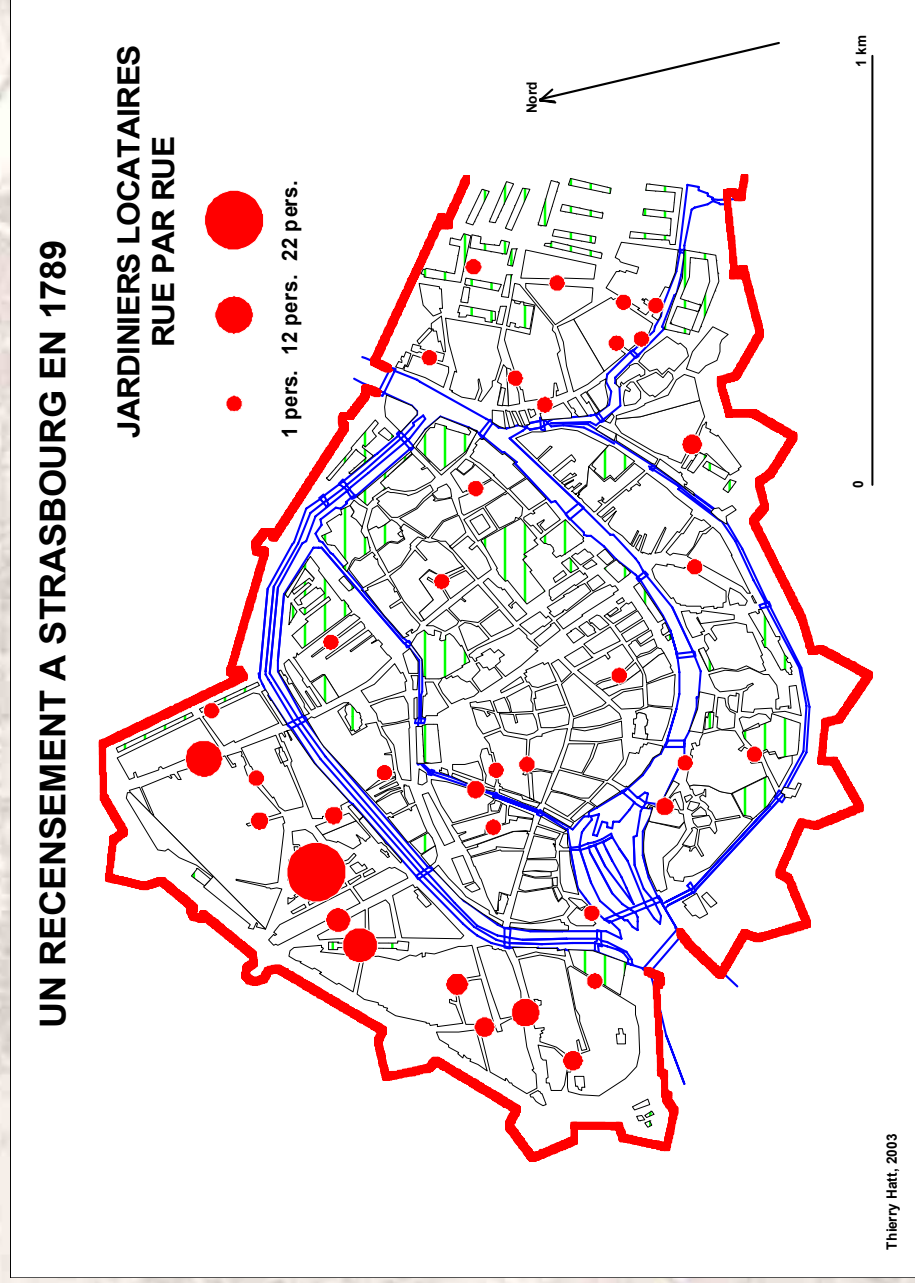 UN RECENSEMENT A STRASBOURG EN 1789
JARDINIERS LOCATAIRES
RUE PAR RUE
1 pers. 12 pers. 22 pers.
Nord
0 1 km
Thierry Hatt, 2003